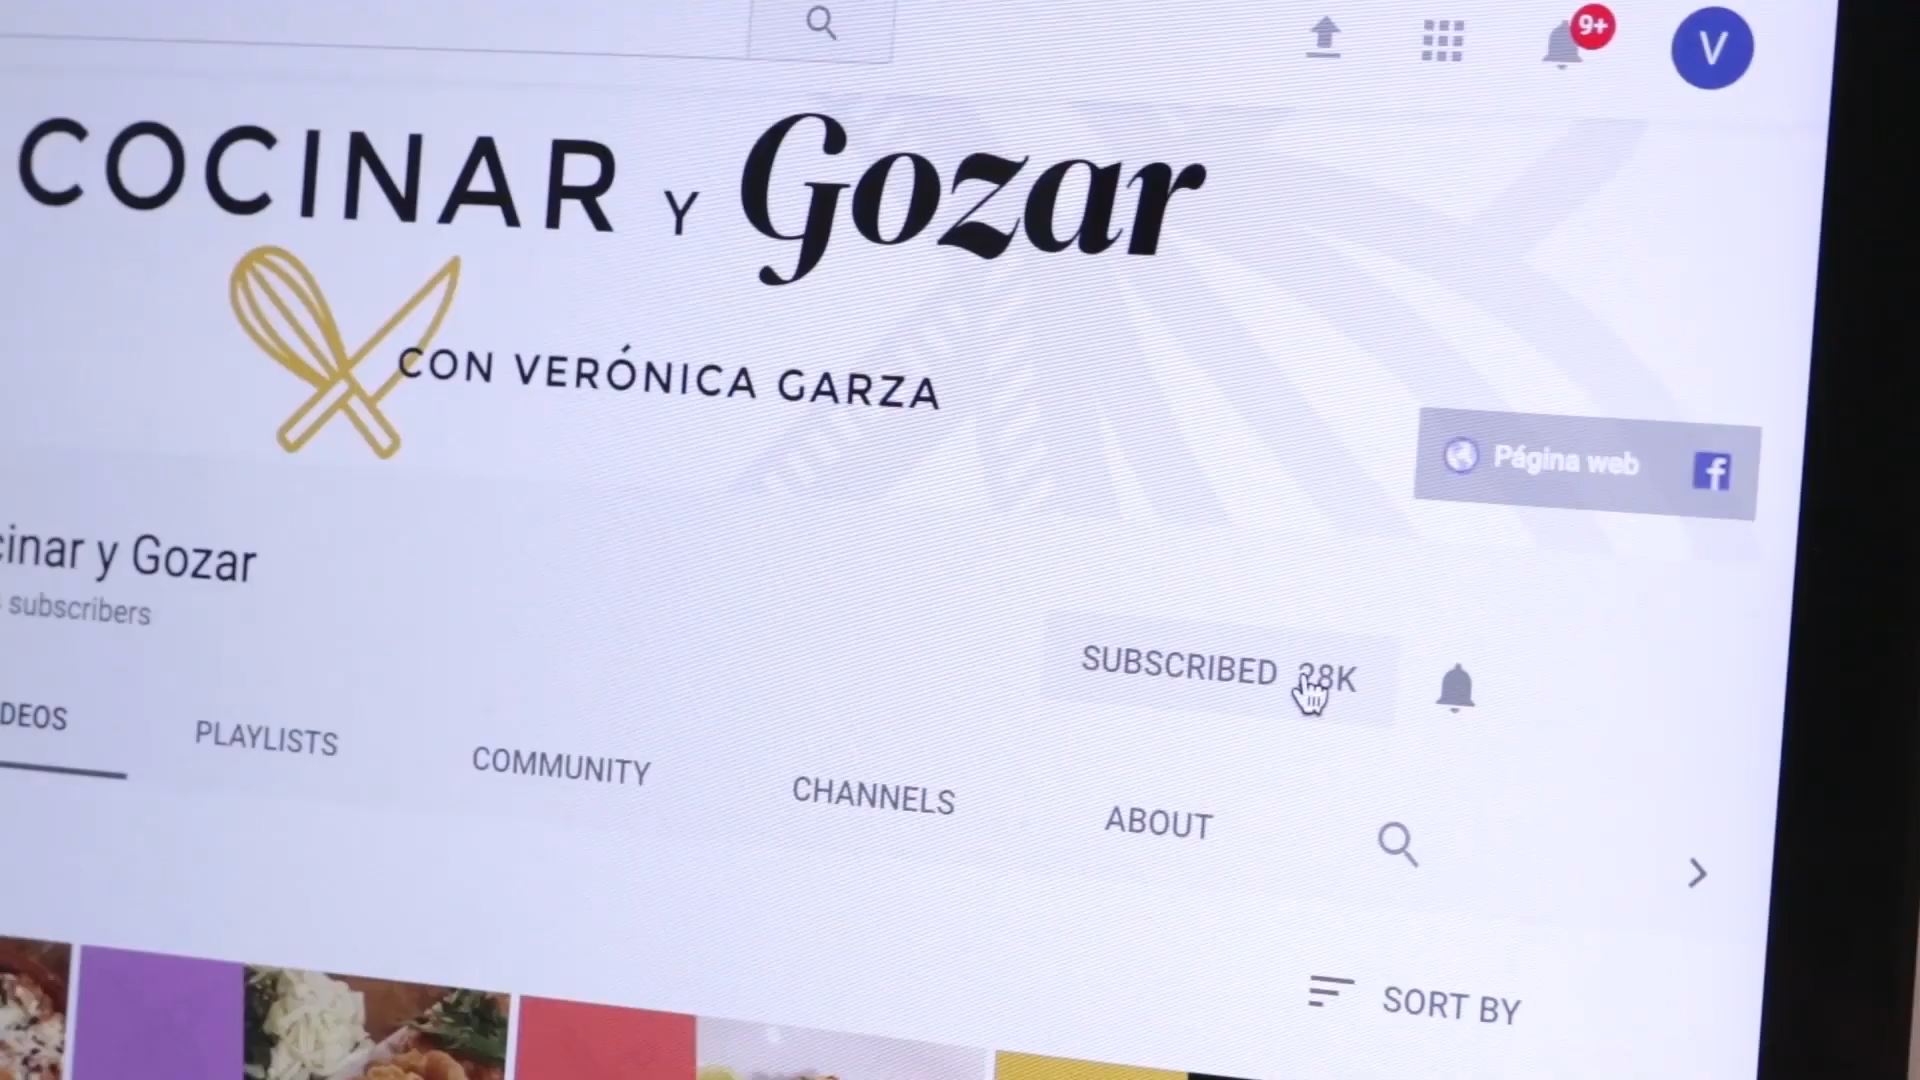 9+
V
COCINAR Y Gozar
CON VERÓNICA GARZA
Página web
cinar y Gozar
subscribers
SUBSCRIBED 28K
DEOS
PLAYLISTS
COMMUNITY
CHANNELS
ABOUT
SORT BY